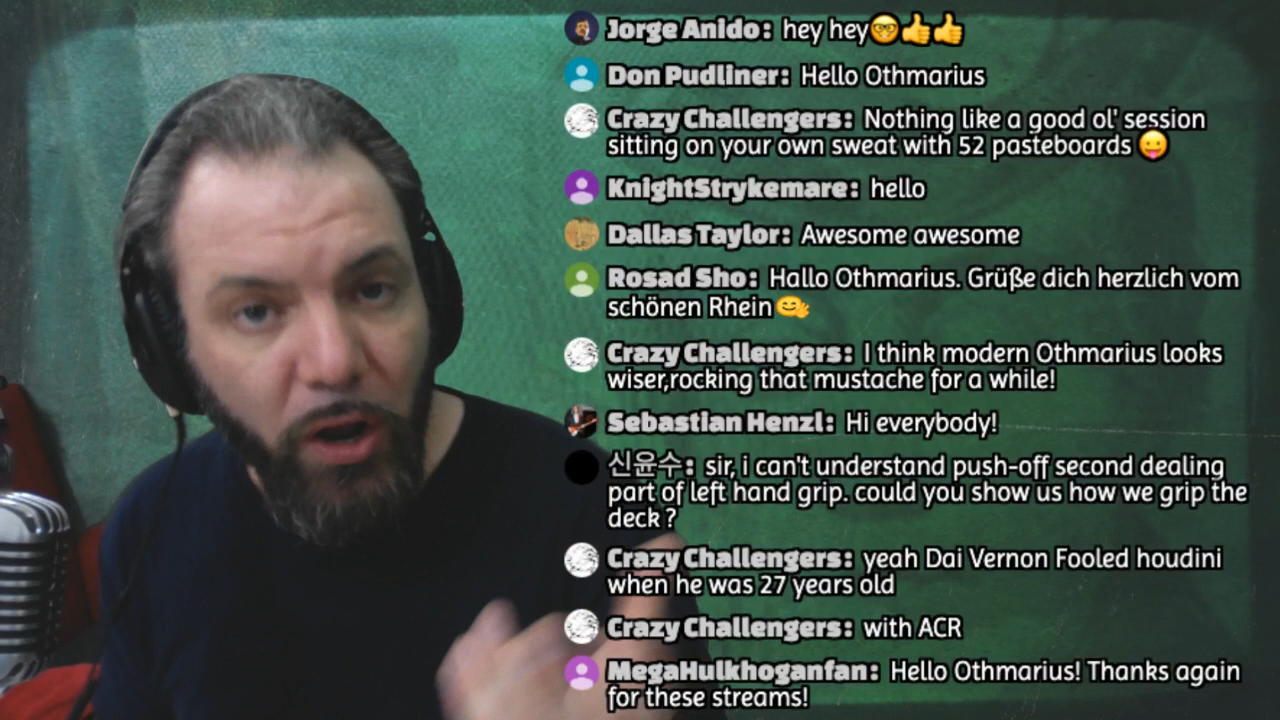 Jorge Anido: hey hey🤓👍👍
Don Pudliner: Hello Othmarius
Crazy Challengers: Nothing like a good ol' session
sitting on your own sweat with 52 pasteboards 😛
KnightStrykemare: hello
Dallas Taylor: Awesome awesome
Rosad Sho: Hallo Othmarius. Grüße dich herzlich vom
schönen Rhein😊👋
Crazy Challengers: I think modern Othmarius looks
wiser,rocking that mustache for a while!
Sebastian Henzl: Hi everybody!
신윤수: sir, i can't understand push-off second dealing
part of left hand grip. could you show us how we grip the
deck ?
Crazy Challengers: yeah Dai Vernon Fooled houdini
when he was 27 years old
Crazy Challengers: with ACR
MegaHulkhoganfan: Hello Othmarius! Thanks again
for these streams!